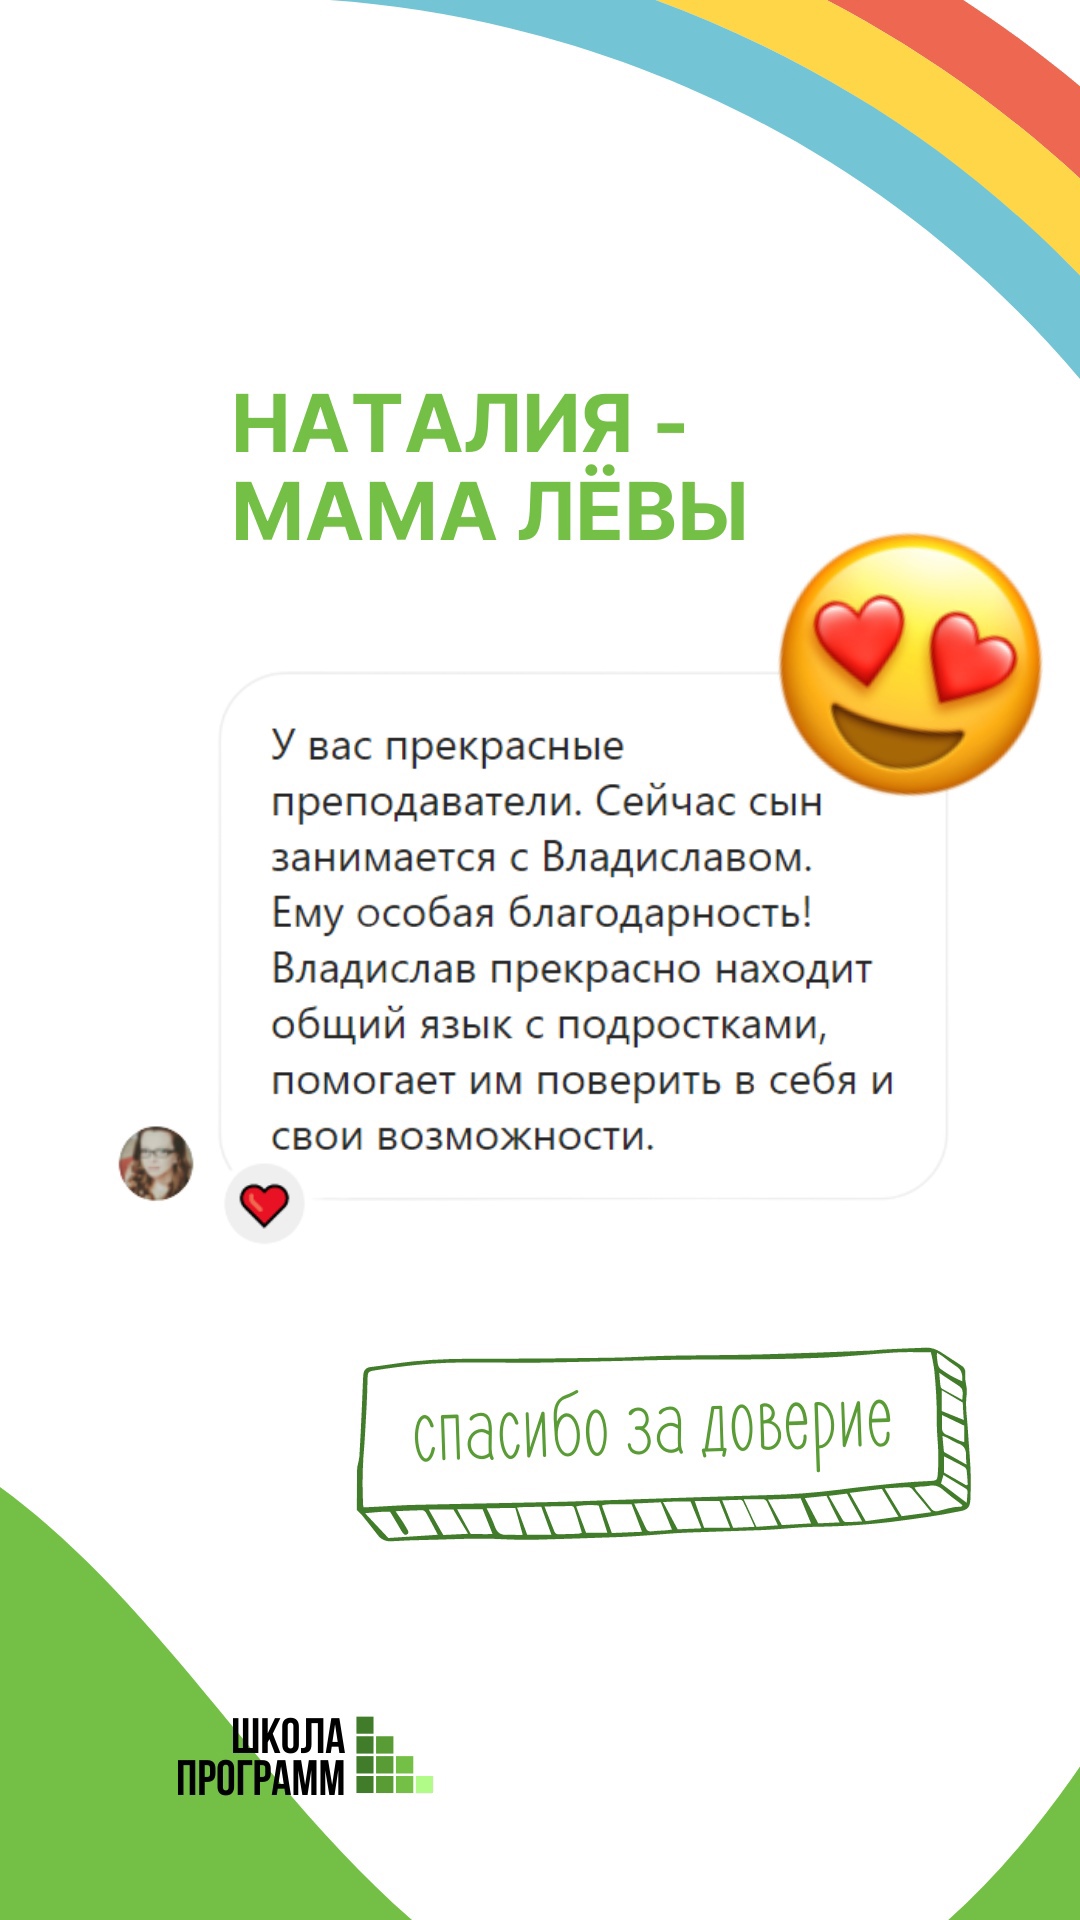 НАТАЛИЯ -
МАМА ЛЁВЫ
У вас прекрасные
преподаватели. Сейчас сын
занимается с Владиславом.
Ему особая благодарность!
Владислав прекрасно находит
общий язык с подростками,
помогает им поверить в себя и
свои возможности.
спасибо за доверие
ШКОЛА
ПРОГРАММ